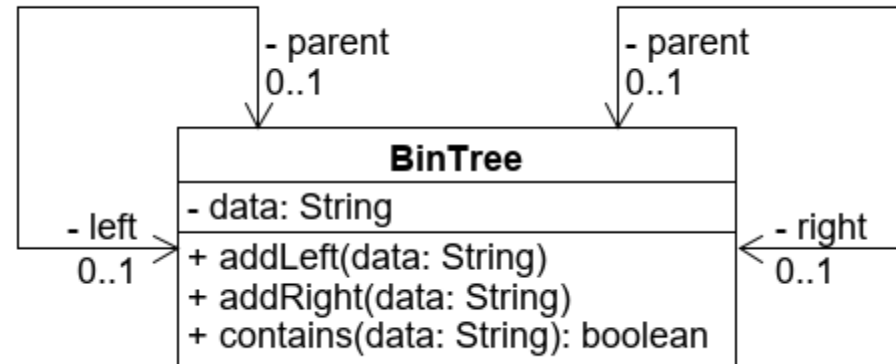 - parent
0..1
- parent
0..1
BinTree
- data: String
- left
0..1
- right
0..1
+ addLeft(data: String)
+ addRight(data: String)
+ contains(data: String): boolean